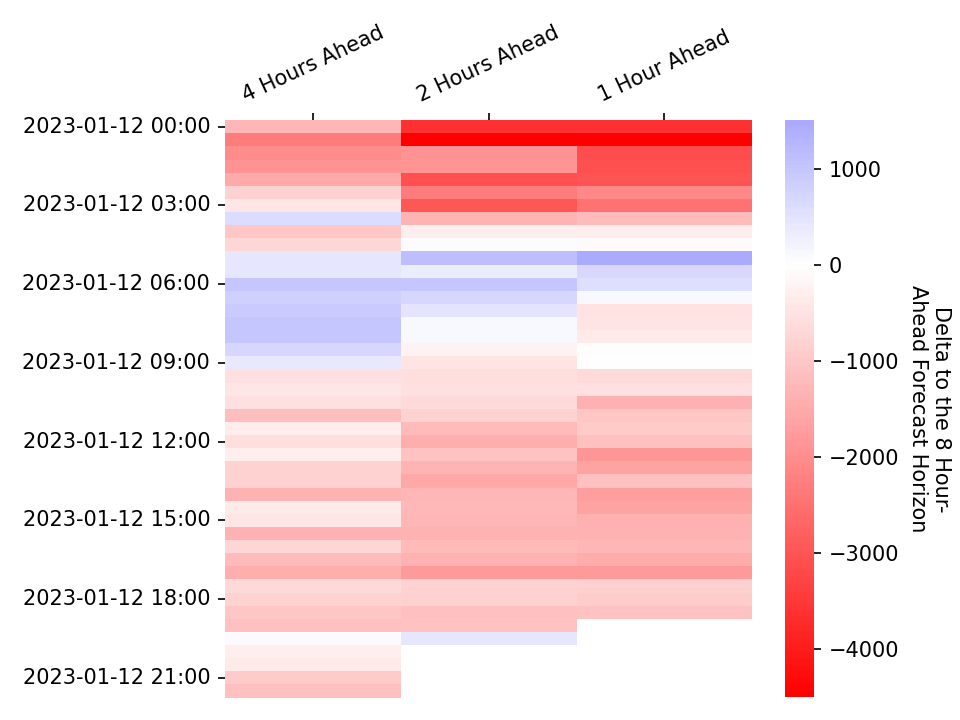 4 Hours Ahead
2 Hours Ahead
1 Hour Ahead
2023-01-12 00:00
2023-01-12 03:00
2023-01-12 06:00
2023-01-12 09:00
2023-01-12 12:00
2023-01-12 15:00
2023-01-12 18:00
2023-01-12 21:00
1000
0
−1000
−2000
−3000
−4000
Delta to the 8 Hour-
Ahead Forecast Horizon